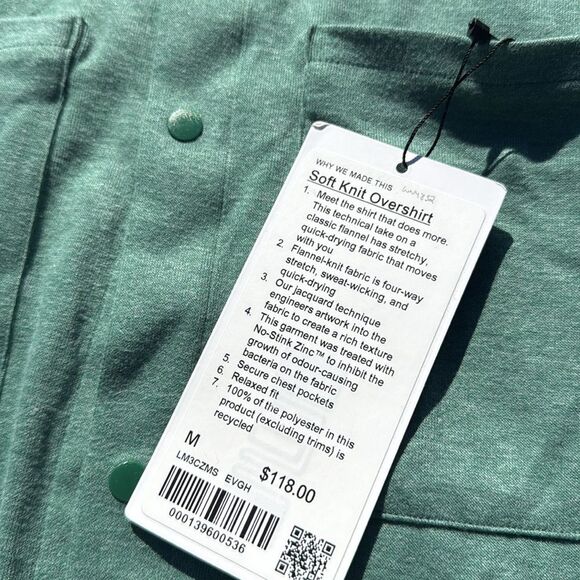 WHY WE MADE THIS
Soft Knit Overshirt
1. Meet the shirt that does more.
This technical take on a
classic flannel has stretchy,
quick-drying fabric that moves
with you
2. Flannel-knit fabric is four-way
stretch, sweat-wicking, and
quick-drying
3. Our jacquard technique
engineers artwork into the
fabric to create a rich texture
4. This garment was treated with
No-Stink Zinc™ to inhibit the
growth of odour-causing
bacteria on the fabric
5. Secure chest pockets
6. Relaxed fit
7. 100% of the polyester in this
product (excluding trims) is
recycled
M
LM3CZMS EVGH
$118.00
000139600536